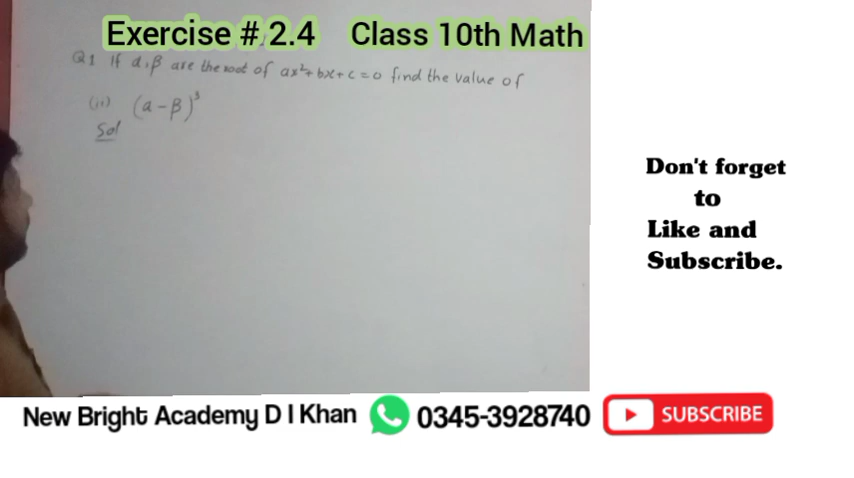 Exercise # 2.4 Class 10th Math
Q1 If α,β are the root of ax²+bx+c=0 find the value of
(ii) (α-β)³
Sol
Don't forget
to
Like and
Subscribe.
New Bright Academy D I Khan 0345-3928740 SUBSCRIBE